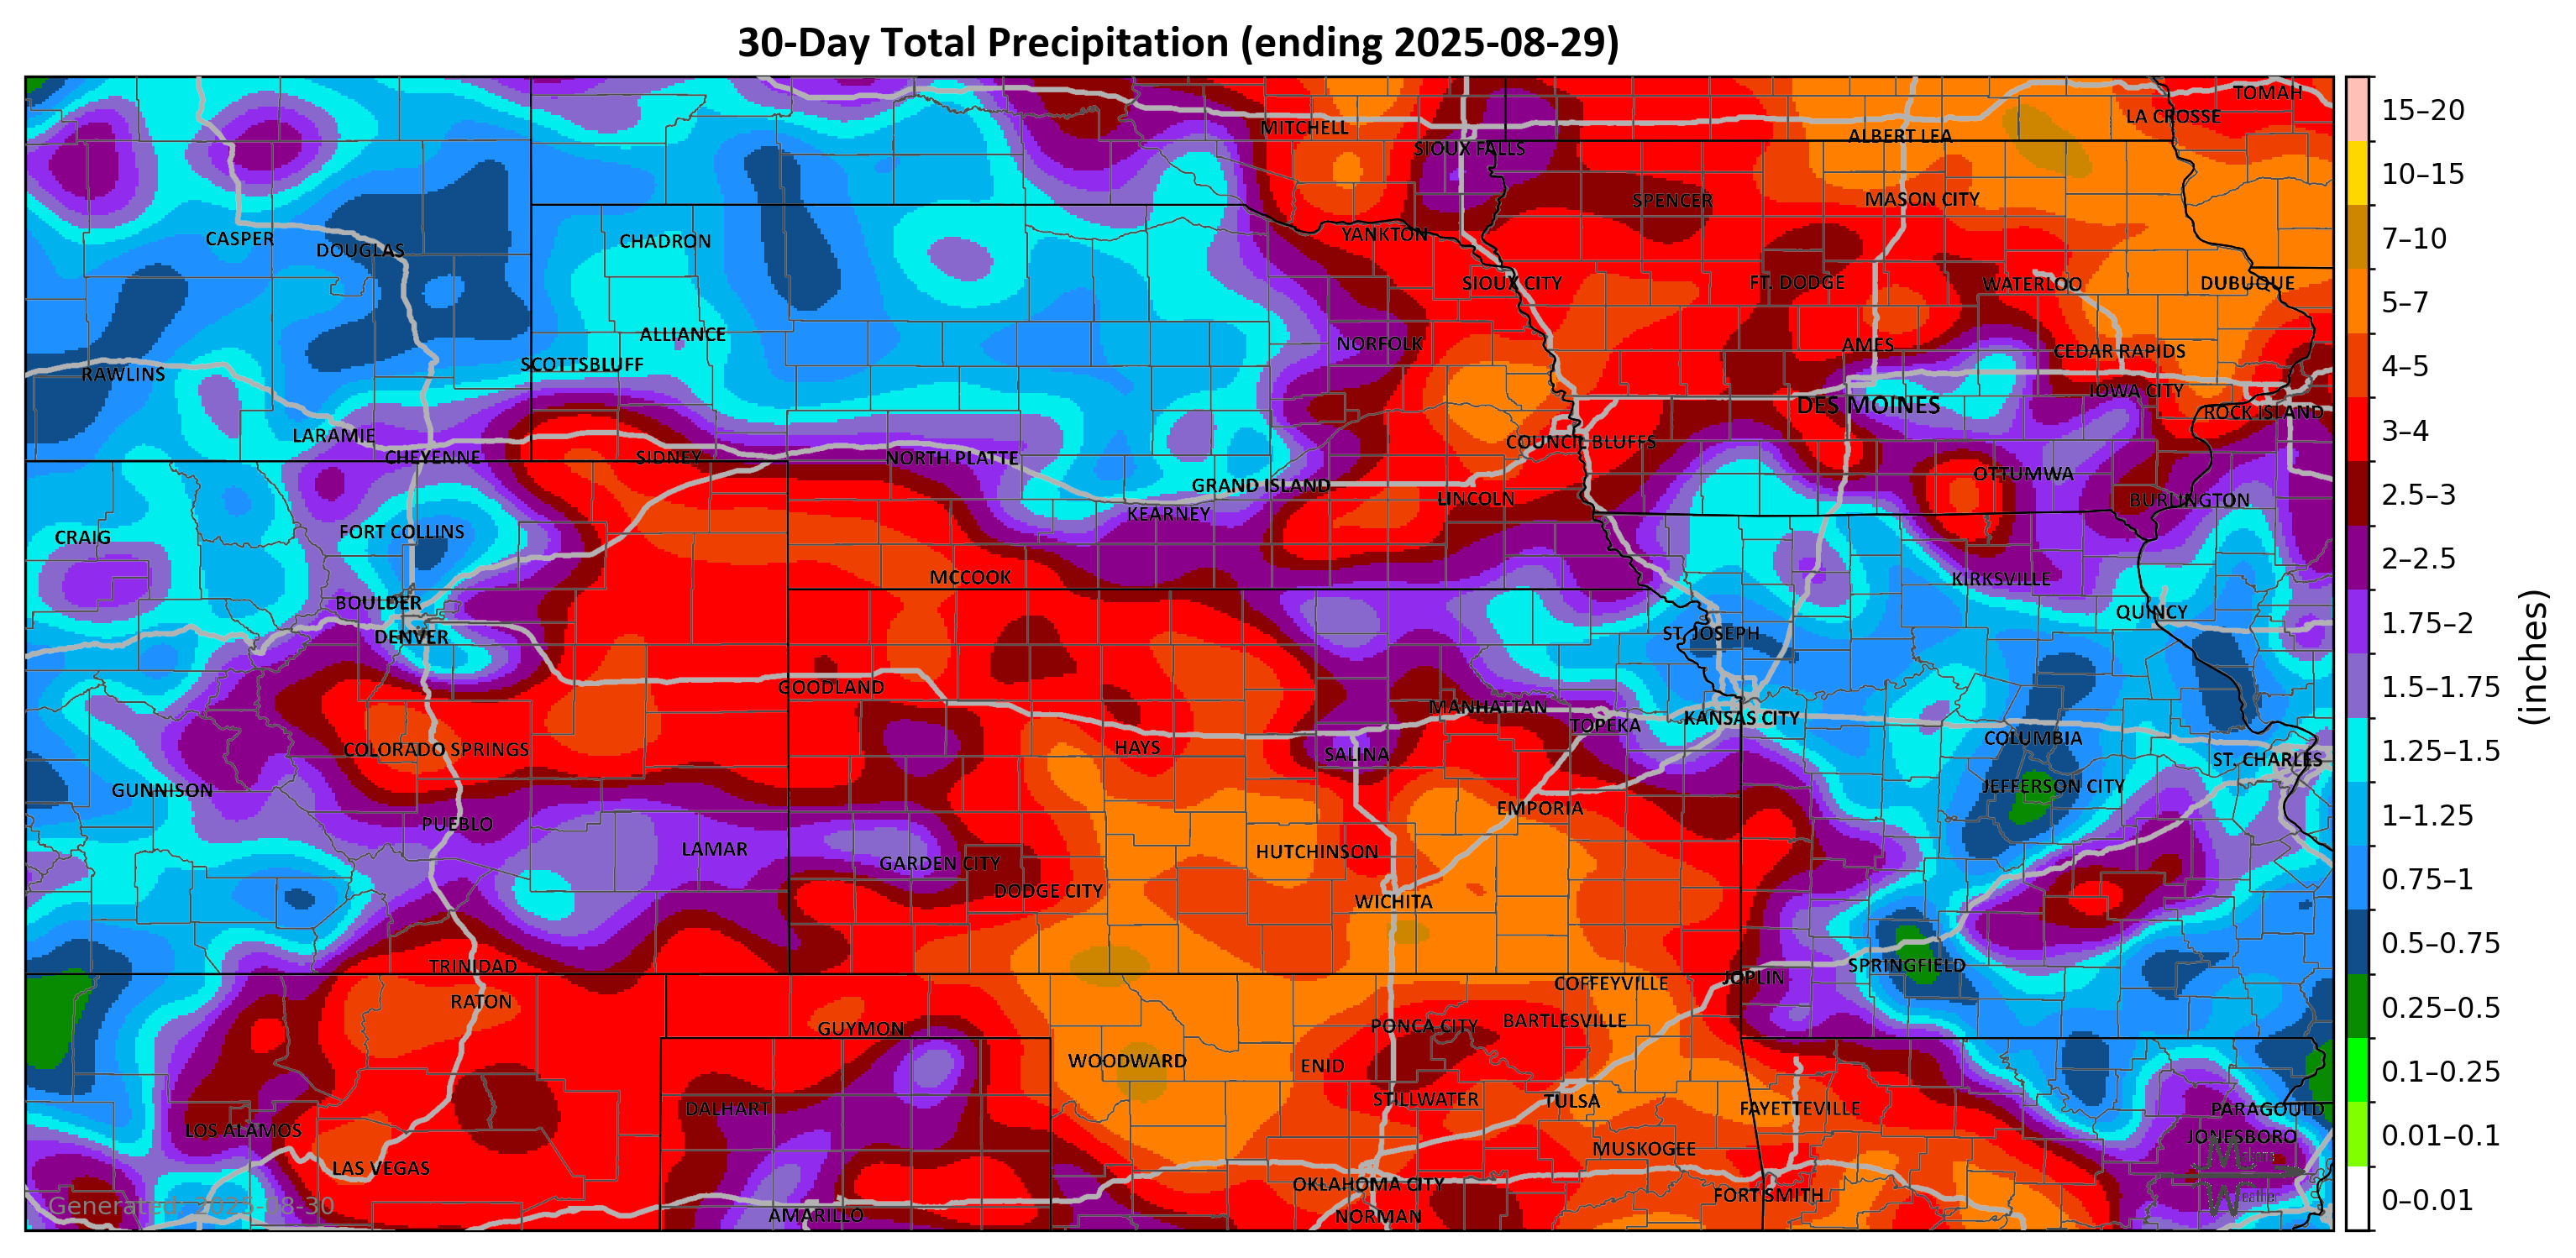 30-Day Total Precipitation (ending 2025-08-29)
TOMAH
LA CROSSE
MITCHELL
ALBERT LEA
SIOUX FALLS
SPENCER
MASON CITY
YANKTON
CASPER
CHADRON
DOUGLAS
SIOUX CITY
FT. DODGE
WATERLOO
DUBUQUE
ALLIANCE
NORFOLK
AMES
CEDAR RAPIDS
SCOTTSBLUFF
RAWLINS
IOWA CITY
DES MOINES
ROCK ISLAND
LARAMIE
COUNCIL BLUFFS
CHEYENNE
SIDNEY
NORTH PLATTE
OTTUMWA
GRAND ISLAND
LINCOLN
BURLINGTON
KEARNEY
FORT COLLINS
CRAIG
MCCOOK
KIRKSVILLE
BOULDER
QUINCY
DENVER
ST. JOSEPH
GOODLAND
MANHATTAN
TOPEKA
KANSAS CITY
COLUMBIA
COLORADO SPRINGS
HAYS
SALINA
ST. CHARLES
GUNNISON
JEFFERSON CITY
EMPORIA
PUEBLO
LAMAR
HUTCHINSON
GARDEN CITY
DODGE CITY
WICHITA
TRINIDAD
SPRINGFIELD
JOPLIN
COFFEYVILLE
RATON
GUYMON
PONCA CITY
BARTLESVILLE
WOODWARD
ENID
STILLWATER
TULSA
DALHART
FAYETTEVILLE
PARAGOULD
LOS ALAMOS
JONESBORO
MUSKOGEE
LAS VEGAS
OKLAHOMA CITY
FORT SMITH
AMARILLO
NORMAN
Generated: 2025-08-30
Makens
Weather
15–20
10–15
7–10
5–7
4–5
3–4
2.5–3
2–2.5
1.75–2
1.5–1.75
1.25–1.5
1–1.25
0.75–1
0.5–0.75
0.25–0.5
0.1–0.25
0.01–0.1
0–0.01
(inches)